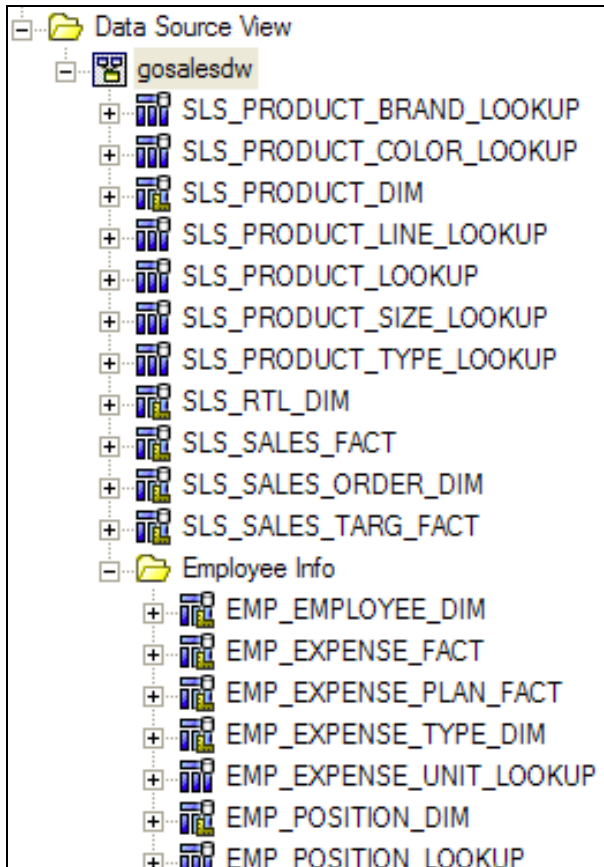 Data Source View
gosalesdw
SLS_PRODUCT_BRAND_LOOKUP
SLS_PRODUCT_COLOR_LOOKUP
SLS_PRODUCT_DIM
SLS_PRODUCT_LINE_LOOKUP
SLS_PRODUCT_LOOKUP
SLS_PRODUCT_SIZE_LOOKUP
SLS_PRODUCT_TYPE_LOOKUP
SLS_RTL_DIM
SLS_SALES_FACT
SLS_SALES_ORDER_DIM
SLS_SALES_TARG_FACT
Employee Info
EMP_EMPLOYEE_DIM
EMP_EXPENSE_FACT
EMP_EXPENSE_PLAN_FACT
EMP_EXPENSE_TYPE_DIM
EMP_EXPENSE_UNIT_LOOKUP
EMP_POSITION_DIM
EMP_POSITION_LOOKUP